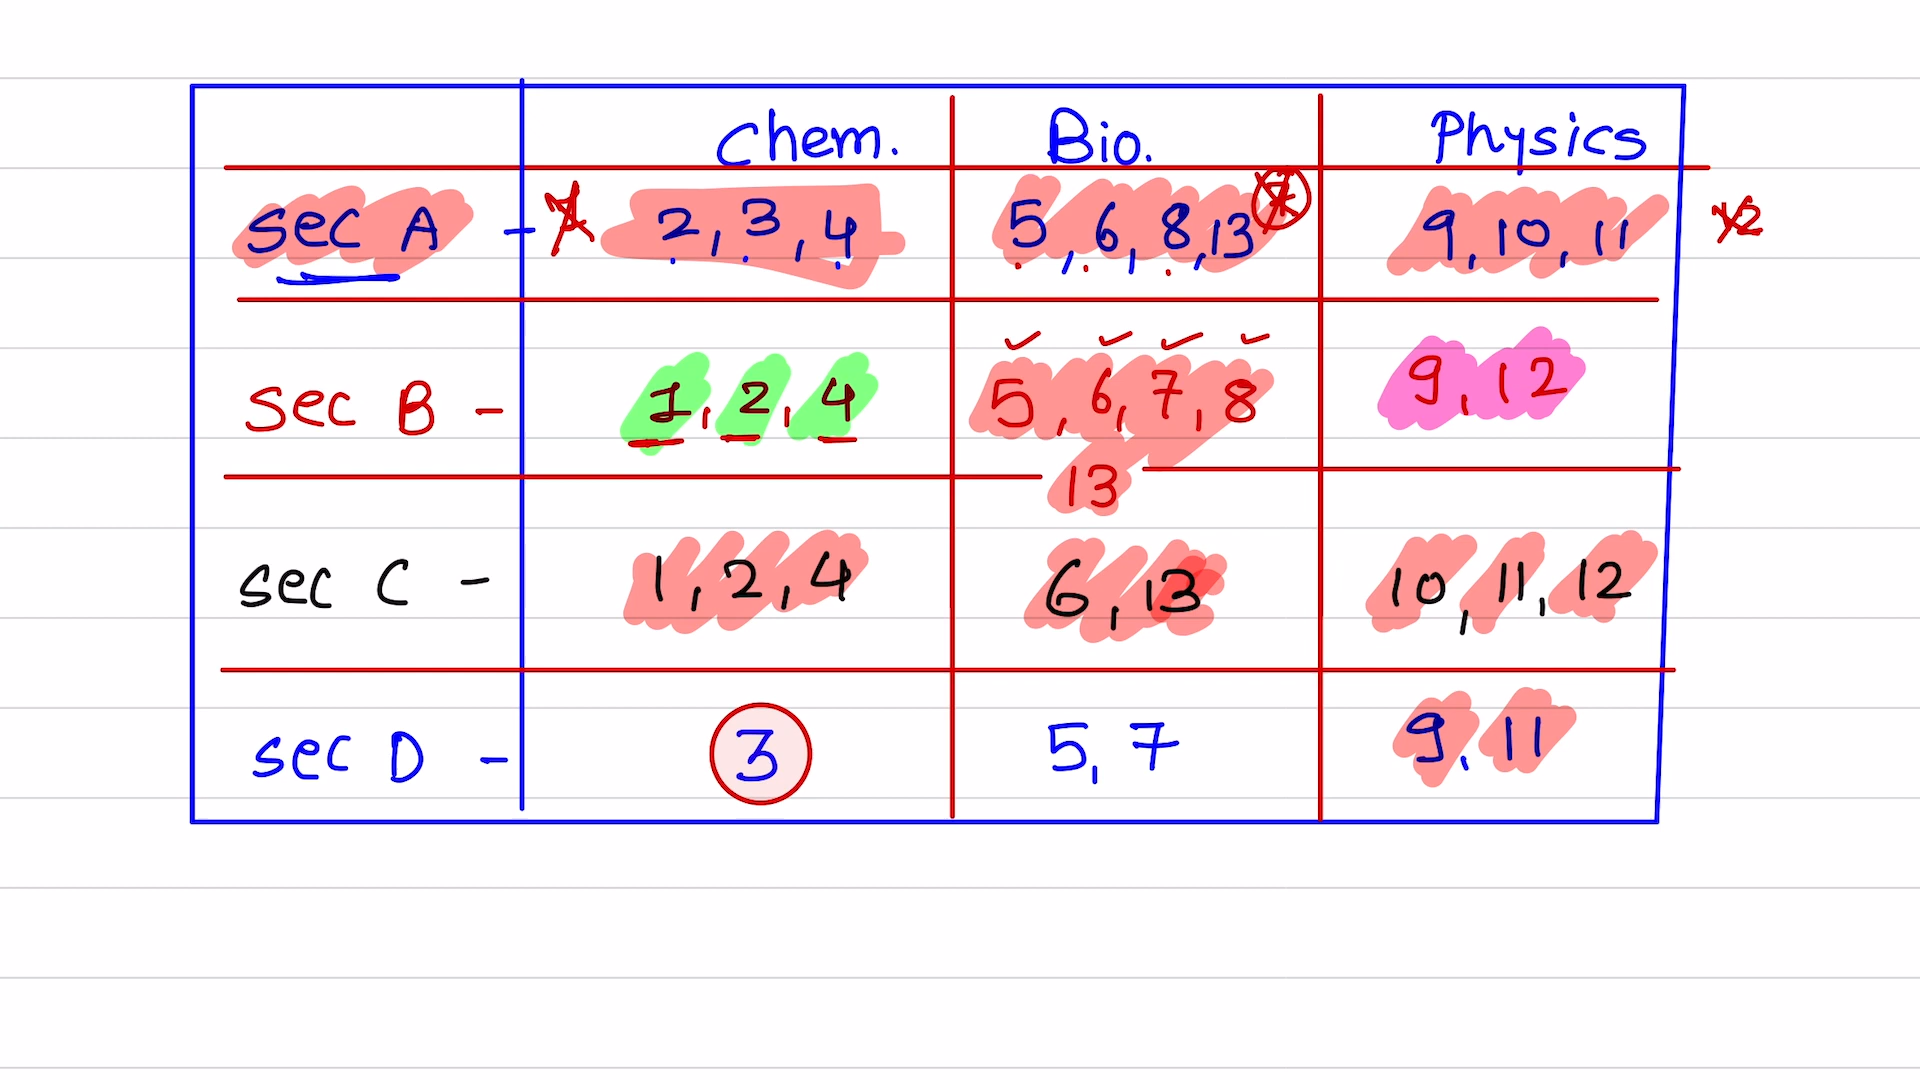 Chem. Bio. Physics
sec A - 1 2, 3, 4 5, 6, 8, 13 7 9, 10, 11 12
sec B - 1, 2, 4 5, 6, 7, 8 9, 12
13
sec C - 1, 2, 4 6, 13 10, 11, 12
sec D - 3 5, 7 9, 11